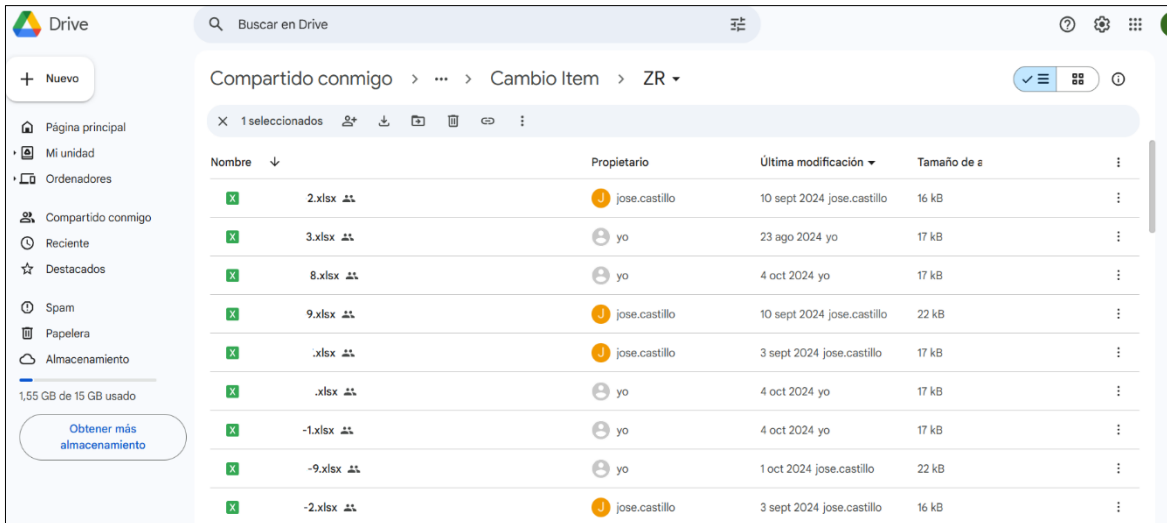 Drive
Buscar en Drive
Nuevo
Compartido conmigo > ... > Cambio Item > ZR
1 seleccionados
Página principal
Mi unidad
Ordenadores
Compartido conmigo
Reciente
Destacados
Spam
Papelera
Almacenamiento
1,55 GB de 15 GB usado
Obtener más
almacenamiento
Nombre Propietario Última modificación Tamaño de a
2.xlsx J jose.castillo 10 sept 2024 jose.castillo 16 kB
3.xlsx yo 23 ago 2024 yo 17 kB
8.xlsx yo 4 oct 2024 yo 17 kB
9.xlsx J jose.castillo 10 sept 2024 jose.castillo 22 kB
.xlsx J jose.castillo 3 sept 2024 jose.castillo 17 kB
.xlsx yo 4 oct 2024 yo 17 kB
-1.xlsx yo 4 oct 2024 yo 17 kB
-9.xlsx yo 1 oct 2024 jose.castillo 22 kB
-2.xlsx J jose.castillo 3 sept 2024 jose.castillo 16 kB